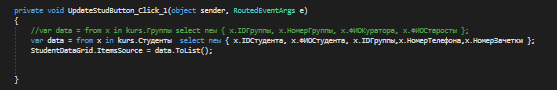 private void UpdateStudButton_Click_1(object sender, RoutedEventArgs e)
{
//var data = from x in kurs.Группы select new { x.IDГруппы, x.НомерГруппы, x.ФИОКуратора, x.ФИОСтаросты };
var data = from x in kurs.Студенты select new { x.IDСтудента, x.ФИОСтудента, x.IDГруппы,x.НомерТелефона,x.НомерЗачетки };
StudentDataGrid.ItemsSource = data.ToList();
}